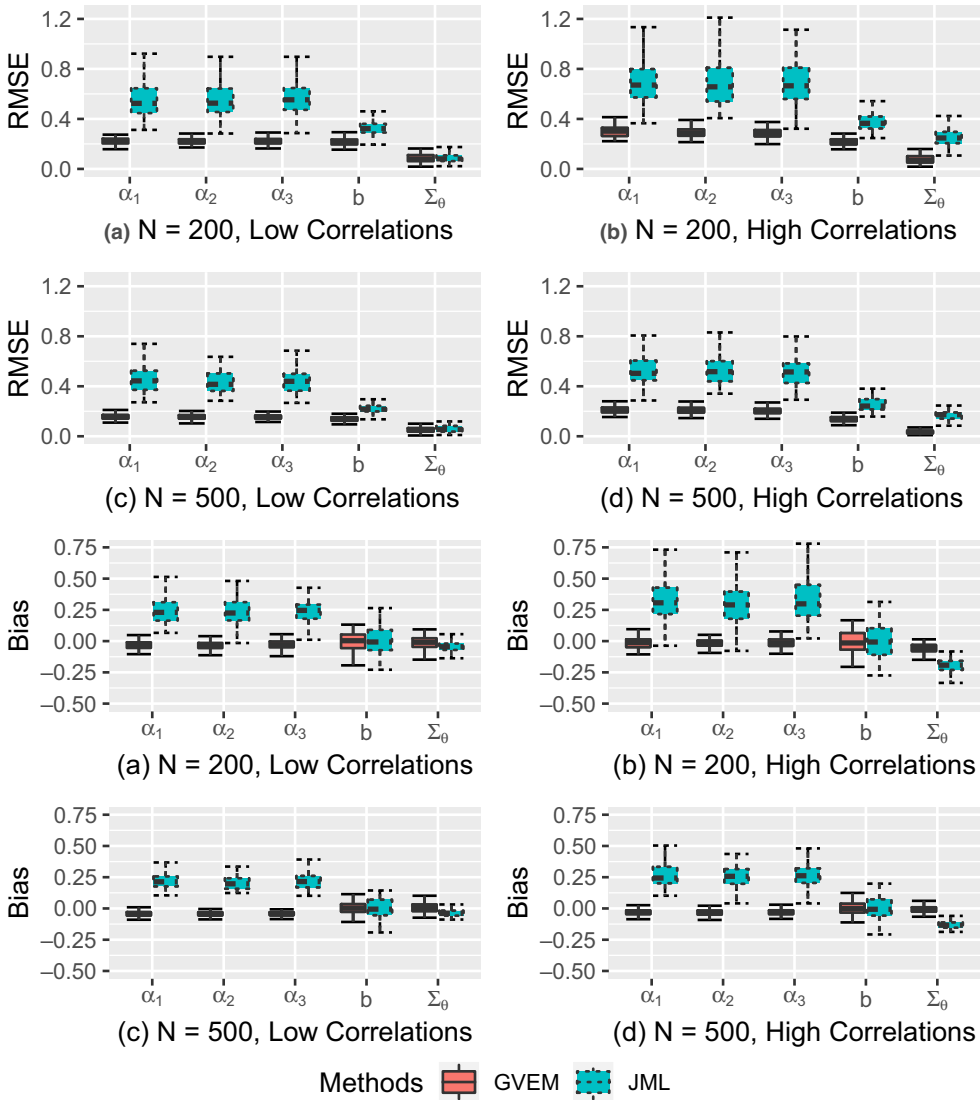 RMSE
1.2
0.8
0.4
0.0
α₁ α₂ α₃ b Σθ
(a) N = 200, Low Correlations
RMSE
1.2
0.8
0.4
0.0
α₁ α₂ α₃ b Σθ
(b) N = 200, High Correlations
RMSE
1.2
0.8
0.4
0.0
α₁ α₂ α₃ b Σθ
(c) N = 500, Low Correlations
RMSE
1.2
0.8
0.4
0.0
α₁ α₂ α₃ b Σθ
(d) N = 500, High Correlations
Bias
0.75
0.50
0.25
0.00
−0.25
−0.50
α₁ α₂ α₃ b Σθ
(a) N = 200, Low Correlations
Bias
0.75
0.50
0.25
0.00
−0.25
−0.50
α₁ α₂ α₃ b Σθ
(b) N = 200, High Correlations
Bias
0.75
0.50
0.25
0.00
−0.25
−0.50
α₁ α₂ α₃ b Σθ
(c) N = 500, Low Correlations
Bias
0.75
0.50
0.25
0.00
−0.25
−0.50
α₁ α₂ α₃ b Σθ
(d) N = 500, High Correlations
Methods GVEM JML